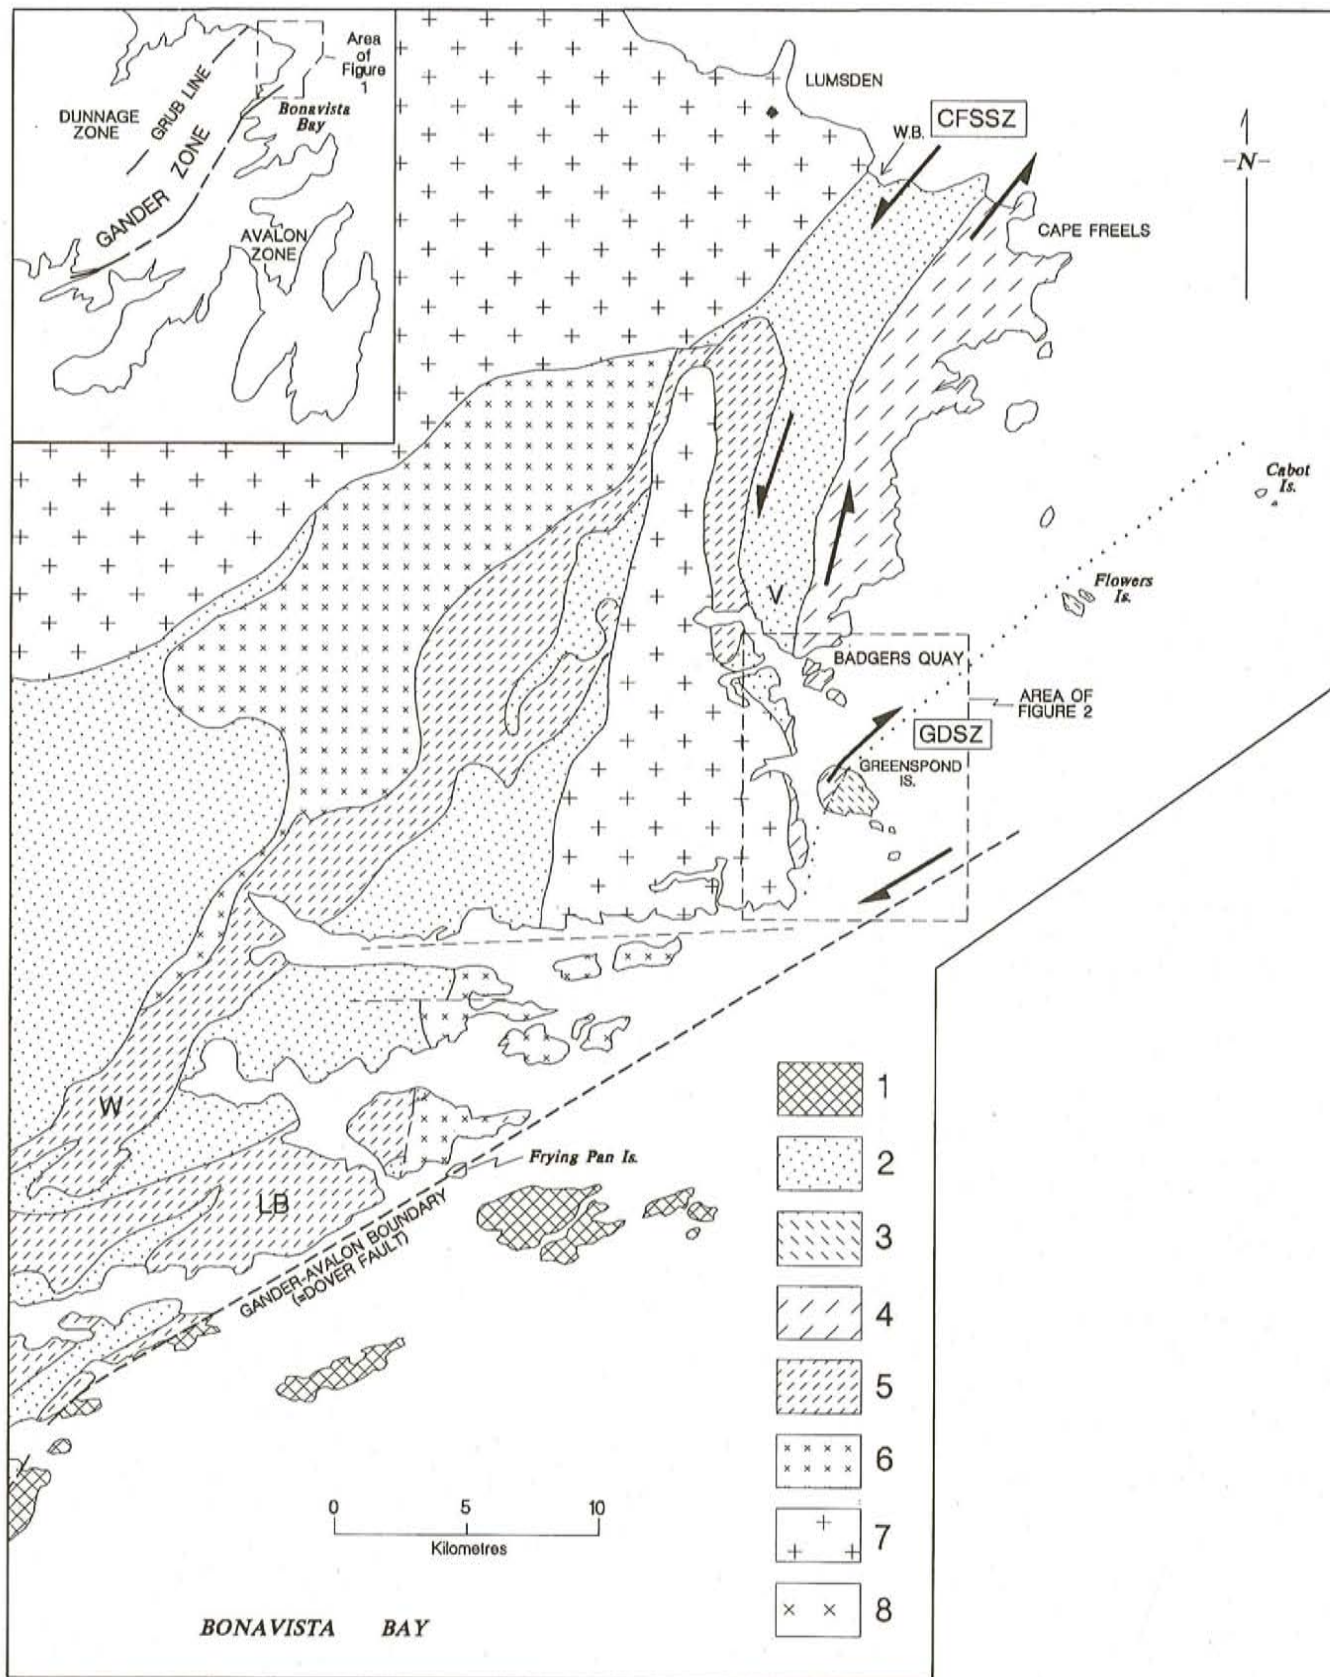 Area
of
Figure
1
DUNNAGE
ZONE
GRUB LINE
GANDER ZONE
Bonavista
Bay
AVALON
ZONE
LUMSDEN
W.B.
CFSSZ
-N-
CAPE FREELS
Cabot
Is.
Flowers
Is.
V
BADGERS QUAY
AREA OF
FIGURE 2
GDSZ
GREENSPOND
IS.
W
LB
Frying Pan Is.
GANDER-AVALON BOUNDARY
(=DOVER FAULT)
1
2
3
4
5
6
7
8
0 5 10
Kilometres
BONAVISTA BAY